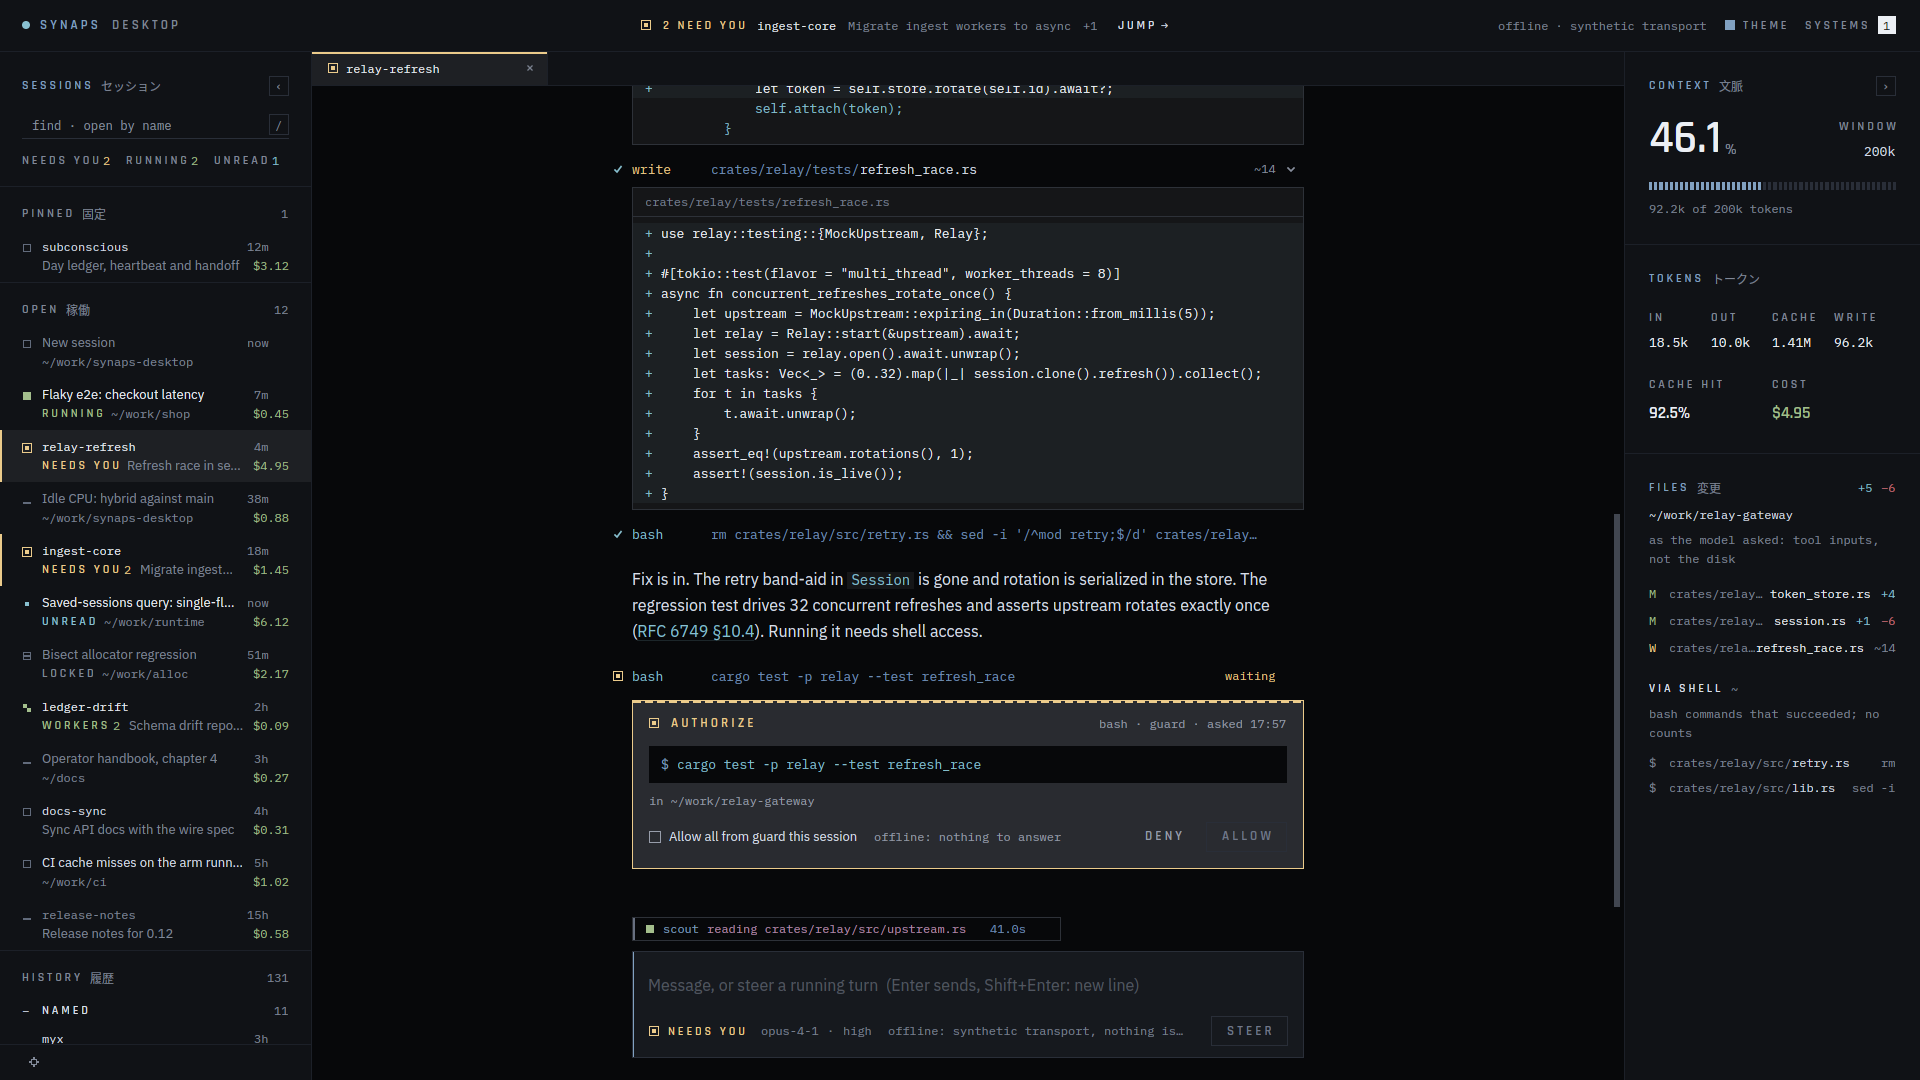 SYNAPS DESKTOP
2 NEED YOU ingest-core Migrate ingest workers to async +1 JUMP →
offline · synthetic transport THEME SYSTEMS 1
SESSIONS セッション ‹
find · open by name /
NEEDS YOU 2 RUNNING 2 UNREAD 1
PINNED 固定 1
subconscious 12m
Day ledger, heartbeat and handoff $3.12
OPEN 稼働 12
New session now
~/work/synaps-desktop
Flaky e2e: checkout latency 7m
RUNNING ~/work/shop $0.45
relay-refresh 4m
NEEDS YOU Refresh race in se… $4.95
Idle CPU: hybrid against main 38m
~/work/synaps-desktop $0.88
ingest-core 18m
NEEDS YOU 2 Migrate ingest… $1.45
Saved-sessions query: single-fl… now
UNREAD ~/work/runtime $6.12
Bisect allocator regression 51m
LOCKED ~/work/alloc $2.17
ledger-drift 2h
WORKERS 2 Schema drift repo… $0.09
Operator handbook, chapter 4 3h
~/docs $0.27
docs-sync 4h
Sync API docs with the wire spec $0.31
CI cache misses on the arm runn… 5h
~/work/ci $1.02
release-notes 15h
Release notes for 0.12 $0.58
HISTORY 履歴 131
– NAMED 11
myx 3h
relay-refresh ×
+ let token = self.store.rotate(self.id).await?;
self.attach(token);
}
✓ write crates/relay/tests/refresh_race.rs ~14
crates/relay/tests/refresh_race.rs
+ use relay::testing::{MockUpstream, Relay};
+
+ #[tokio::test(flavor = "multi_thread", worker_threads = 8)]
+ async fn concurrent_refreshes_rotate_once() {
+ let upstream = MockUpstream::expiring_in(Duration::from_millis(5));
+ let relay = Relay::start(&upstream).await;
+ let session = relay.open().await.unwrap();
+ let tasks: Vec<_> = (0..32).map(|_| session.clone().refresh()).collect();
+ for t in tasks {
+ t.await.unwrap();
+ }
+ assert_eq!(upstream.rotations(), 1);
+ assert!(session.is_live());
+ }
✓ bash rm crates/relay/src/retry.rs && sed -i '/^mod retry;$/d' crates/relay…
Fix is in. The retry band-aid in Session is gone and rotation is serialized in the store. The
regression test drives 32 concurrent refreshes and asserts upstream rotates exactly once
(RFC 6749 §10.4). Running it needs shell access.
bash cargo test -p relay --test refresh_race waiting
AUTHORIZE bash · guard · asked 17:57
$ cargo test -p relay --test refresh_race
in ~/work/relay-gateway
Allow all from guard this session offline: nothing to answer DENY ALLOW
scout reading crates/relay/src/upstream.rs 41.0s
Message, or steer a running turn (Enter sends, Shift+Enter: new line)
NEEDS YOU opus-4-1 · high offline: synthetic transport, nothing is… STEER
CONTEXT 文脈 ›
46.1% WINDOW
200k
92.2k of 200k tokens
TOKENS トークン
IN OUT CACHE WRITE
18.5k 10.0k 1.41M 96.2k
CACHE HIT COST
92.5% $4.95
FILES 変更 +5 −6
~/work/relay-gateway
as the model asked: tool inputs,
not the disk
M crates/relay… token_store.rs +4
M crates/relay… session.rs +1 −6
W crates/rela…refresh_race.rs ~14
VIA SHELL ~
bash commands that succeeded; no
counts
$ crates/relay/src/retry.rs rm
$ crates/relay/src/lib.rs sed -i